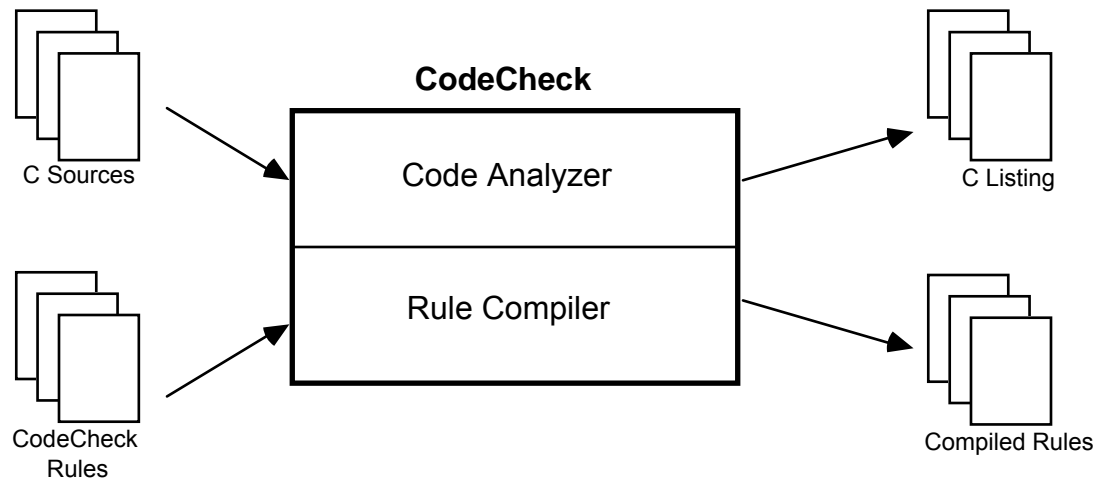 CodeCheck
C Sources
Code Analyzer
C Listing
CodeCheck
Rules
Rule Compiler
Compiled Rules